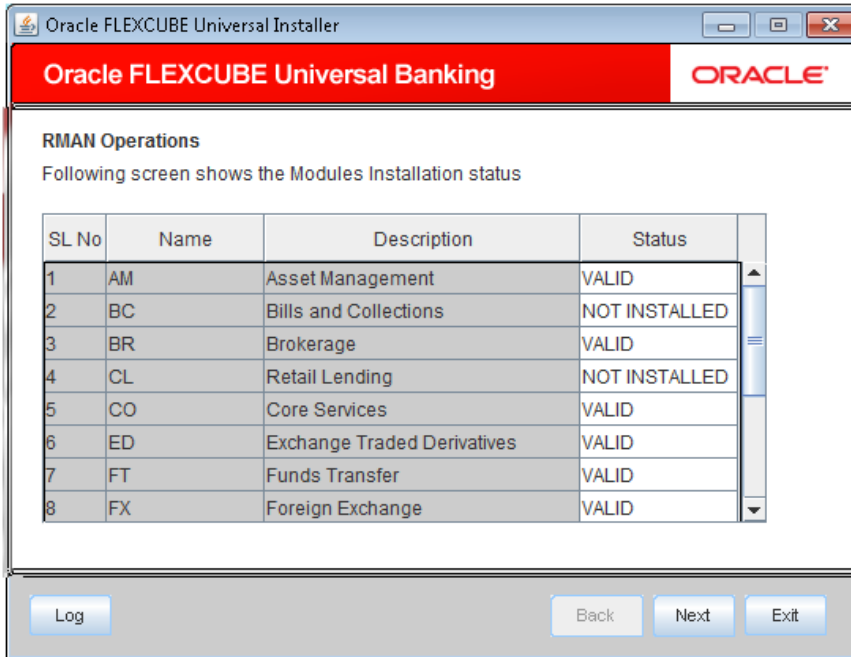 Oracle FLEXCUBE Universal Installer
Oracle FLEXCUBE Universal Banking ORACLE
RMAN Operations
Following screen shows the Modules Installation status
SL No Name Description Status
1 AM Asset Management VALID
2 BC Bills and Collections NOT INSTALLED
3 BR Brokerage VALID
4 CL Retail Lending NOT INSTALLED
5 CO Core Services VALID
6 ED Exchange Traded Derivatives VALID
7 FT Funds Transfer VALID
8 FX Foreign Exchange VALID
Log Back Next Exit